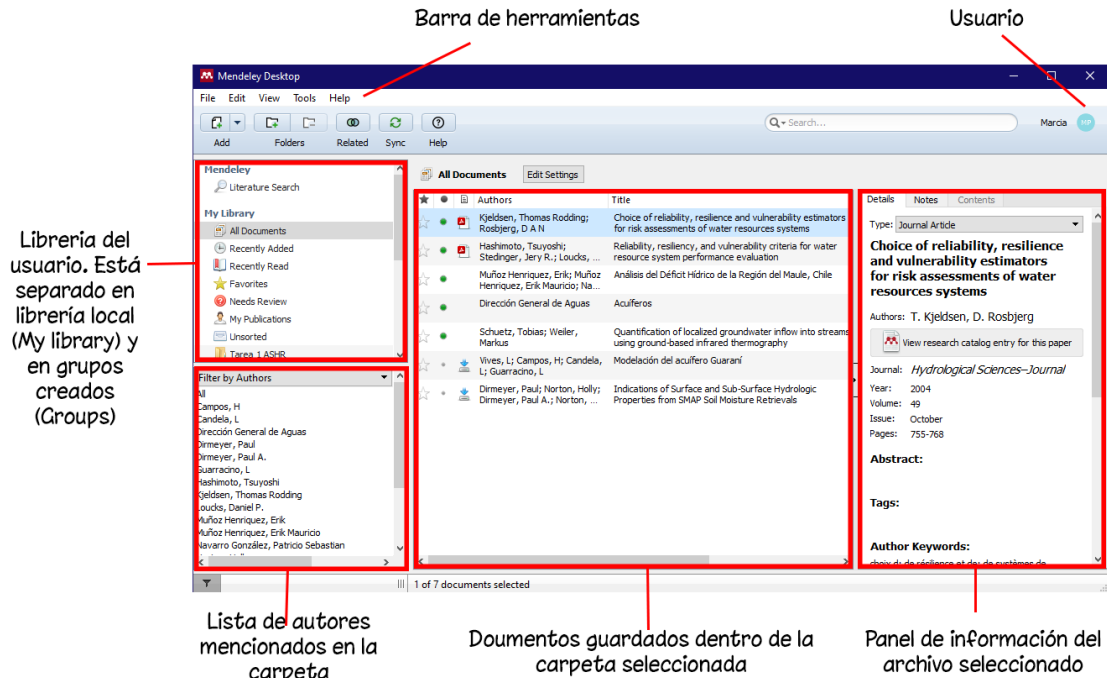 Barra de herramientas
Usuario
Mendeley Desktop
File Edit View Tools Help
Search...
Marcia MP
Add Folders Related Sync Help
Mendeley
Literature Search
My Library
All Documents
Recently Added
Recently Read
Favorites
Needs Review
My Publications
Unsorted
Tarea 1 ASHR
Librería del
usuario. Está
separado en
librería local
(My library) y
en grupos
creados
(Groups)
Filter by Authors
All
Campos, H
Candela, L
Dirección General de Aguas
Dirmeyer, Paul
Dirmeyer, Paul A.
Guarracino, L
Hashimoto, Tsuyoshi
Kjeldsen, Thomas Rodding
Loucks, Daniel P.
Muñoz Henriquez, Erik
Muñoz Henriquez, Erik Mauricio
Navarro González, Patricio Sebastian
All Documents Edit Settings
Authors Title
Kjeldsen, Thomas Rodding; Choice of reliability, resilience and vulnerability estimators
Rosbjerg, D A N for risk assessments of water resources systems
Hashimoto, Tsuyoshi; Reliability, resiliency, and vulnerability criteria for water
Stedinger, Jery R.; Loucks, ... resource system performance evaluation
Muñoz Henriquez, Erik; Muñoz Análisis del Déficit Hídrico de la Región del Maule, Chile
Henriquez, Erik Mauricio; Na...
Dirección General de Aguas Acuíferos
Schuetz, Tobias; Weiler, Quantification of localized groundwater inflow into streams
Markus using ground-based infrared thermography
Vives, L; Campos, H; Candela, Modelación del acuífero Guaraní
L; Guarracino, L
Dirmeyer, Paul; Norton, Holly; Indications of Surface and Sub-Surface Hydrologic
Dirmeyer, Paul A.; Norton, ... Properties from SMAP Soil Moisture Retrievals
Details Notes Contents
Type: Journal Article
Choice of reliability, resilience
and vulnerability estimators
for risk assessments of water
resources systems
Authors: T. Kjeldsen, D. Rosbjerg
View research catalog entry for this paper
Journal: Hydrological Sciences–Journal
Year: 2004
Volume: 49
Issue: October
Pages: 755-768
Abstract:
Tags:
Author Keywords:
1 of 7 documents selected
Lista de autores
mencionados en la
carpeta
Doumentos guardados dentro de la
carpeta seleccionada
Panel de información del
archivo seleccionado